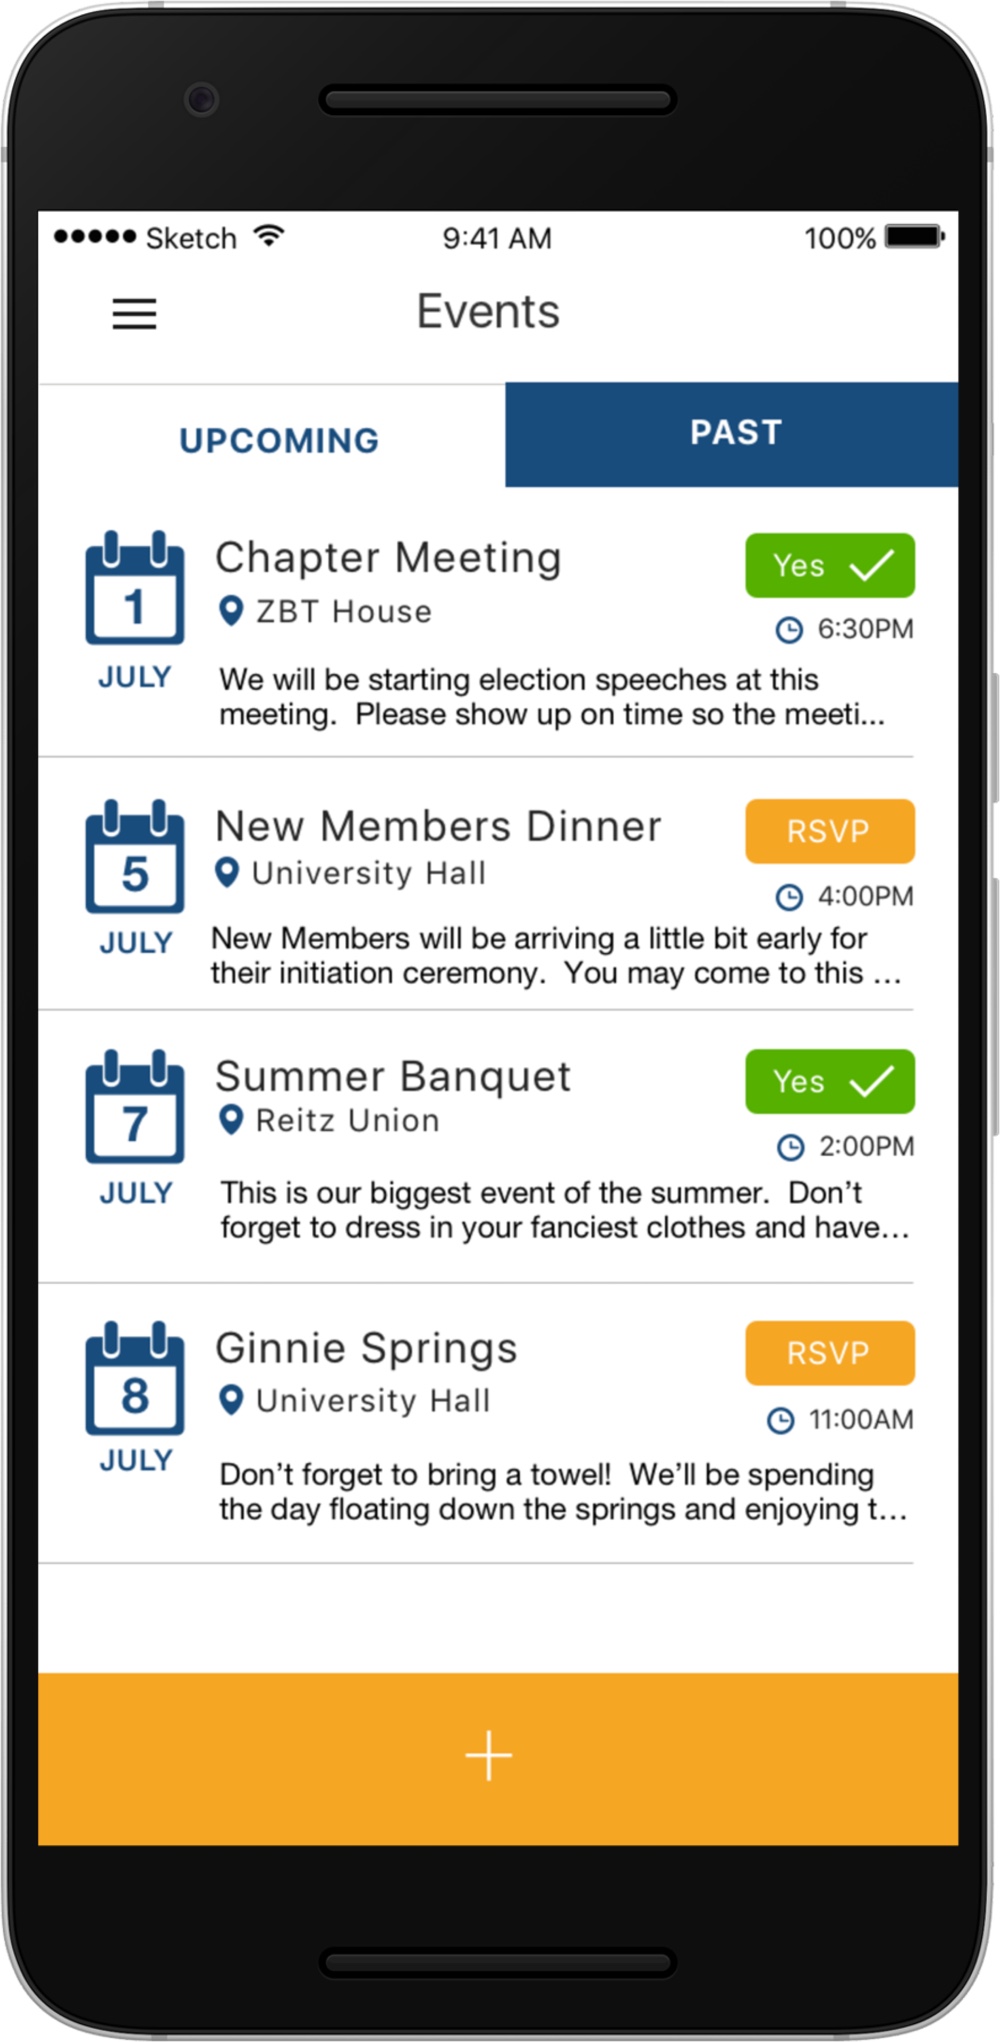 Sketch 9:41 AM 100%
Events
UPCOMING PAST
1
JULY
Chapter Meeting
ZBT House
Yes
6:30PM
We will be starting election speeches at this
meeting.  Please show up on time so the meeti...
5
JULY
New Members Dinner
University Hall
RSVP
4:00PM
New Members will be arriving a little bit early for
their initiation ceremony.  You may come to this ...
7
JULY
Summer Banquet
Reitz Union
Yes
2:00PM
This is our biggest event of the summer.  Don’t
forget to dress in your fanciest clothes and have...
8
JULY
Ginnie Springs
University Hall
RSVP
11:00AM
Don’t forget to bring a towel!  We’ll be spending
the day floating down the springs and enjoying t...